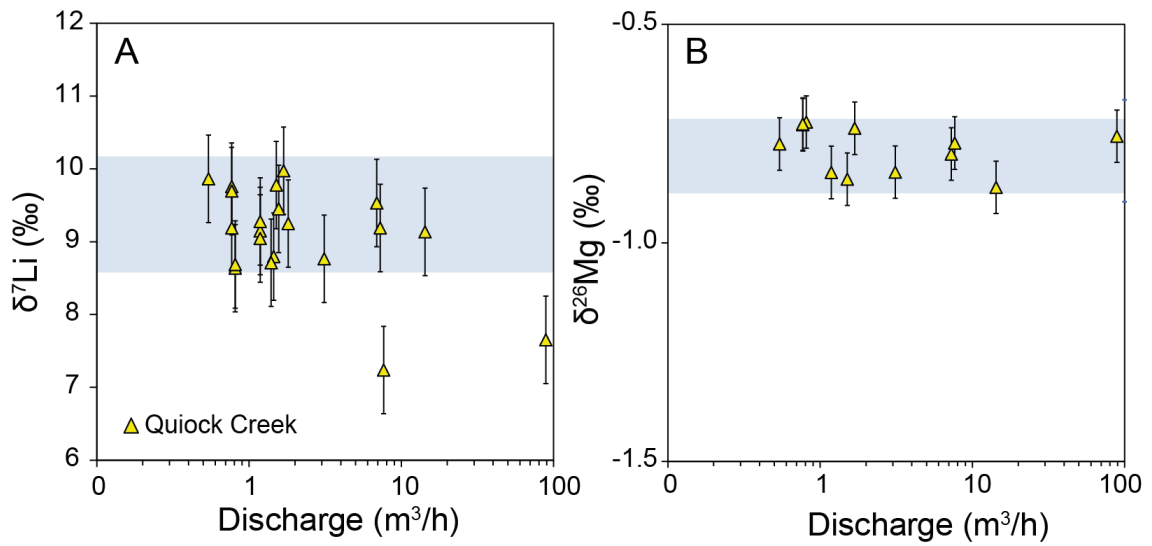 A
12
11
10
9
8
7
6
δ⁷Li (‰)
Quiock Creek
0
1
10
100
Discharge (m³/h)
B
-0.5
-1.0
-1.5
δ²⁶Mg (‰)
0
1
10
100
Discharge (m³/h)